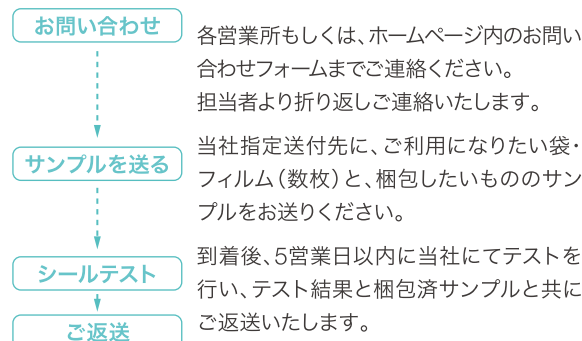 お問い合わせ
各営業所もしくは、ホームページ内のお問い
合わせフォームまでご連絡ください。
担当者より折り返しご連絡いたします。
サンプルを送る
当社指定送付先に、ご利用になりたい袋・
フィルム（数枚）と、梱包したいもののサン
プルをお送りください。
シールテスト
到着後、5営業日以内に当社にてテストを
行い、テスト結果と梱包済サンプルと共に
ご返送いたします。
ご返送